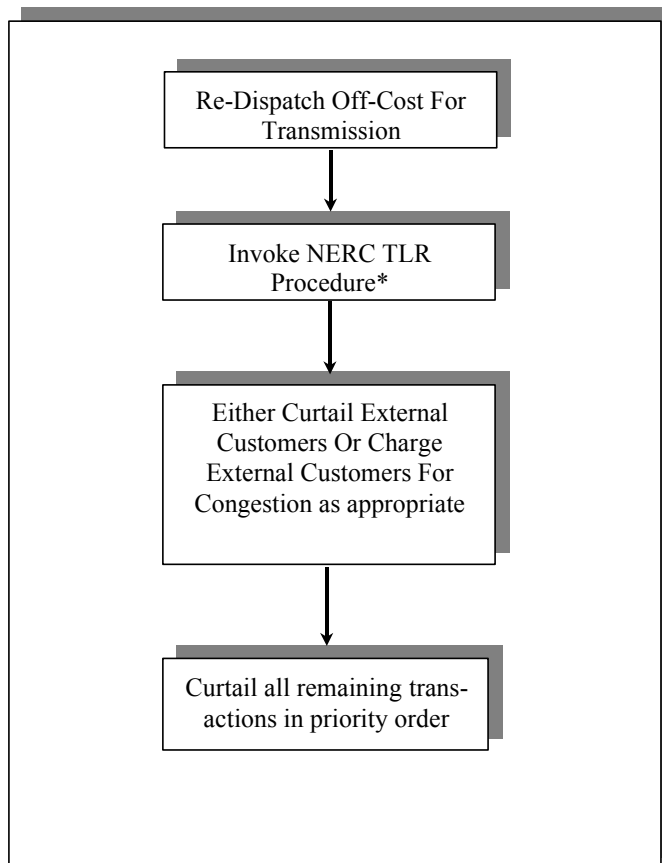 Re-Dispatch Off-Cost For
Transmission
Invoke NERC TLR
Procedure*
Either Curtail External
Customers Or Charge
External Customers For
Congestion as appropriate
Curtail all remaining trans-
actions in priority order